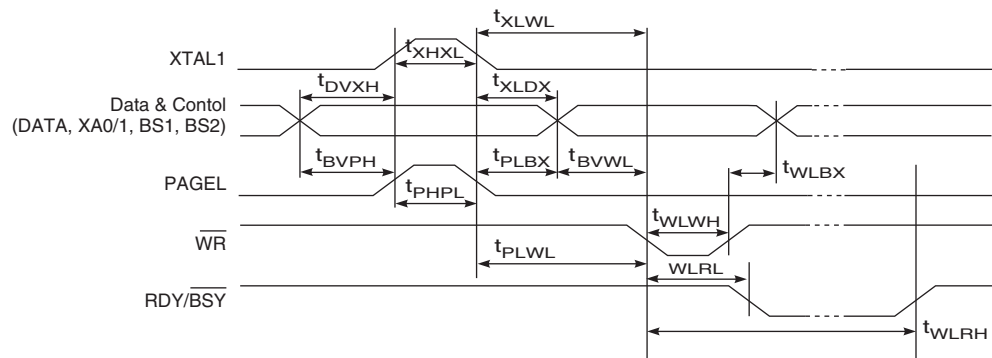 tXLWL
XTAL1
tXHXL
tDVXH
tXLDX
Data & Contol
(DATA, XA0/1, BS1, BS2)
tBVPH
tPLBX
tBVWL
tWLBX
PAGEL
tPHPL
tWLWH
WR
tPLWL
WLRL
RDY/BSY
tWLRH